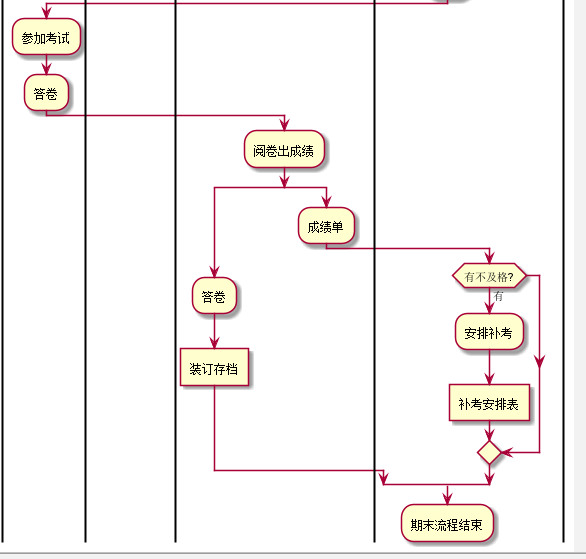 参加考试
答卷
阅卷出成绩
成绩单
有不及格?
有
答卷
安排补考
装订存档
补考安排表
期末流程结束